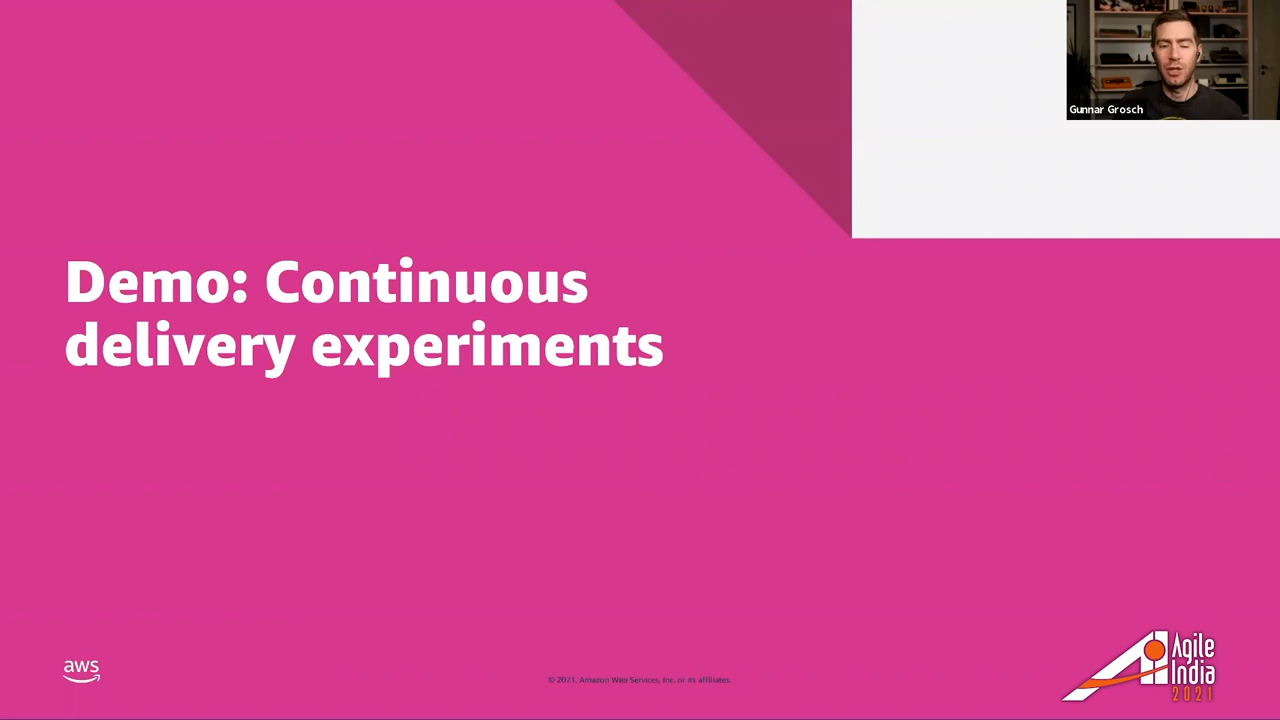 Gunnar Grosch
Demo: Continuous
delivery experiments
aws
© 2021, Amazon Web Services, Inc. or its affiliates.
Agile
India
2021